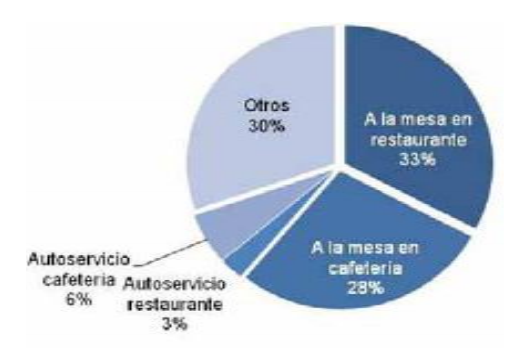 Otros
30%
A la mesa en
restaurante
33%
A la mesa en
cafeteria
28%
Autoservicio
restaurante
3%
Autoservicio
cafeteria
6%